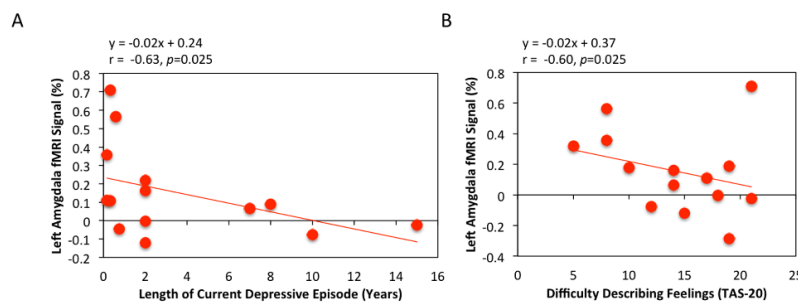 A
y = -0.02x + 0.24
r = -0.63, p=0.025
Left Amygdala fMRI Signal (%)
0.8
0.7
0.6
0.5
0.4
0.3
0.2
0.1
0
-0.1
-0.2
0 2 4 6 8 10 12 14 16
Length of Current Depressive Episode (Years)
B
y = -0.02x + 0.37
r = -0.60, p=0.025
Left Amygdala fMRI Signal (%)
0.8
0.6
0.4
0.2
0
-0.2
-0.4
0 5 10 15 20 25
Difficulty Describing Feelings (TAS-20)